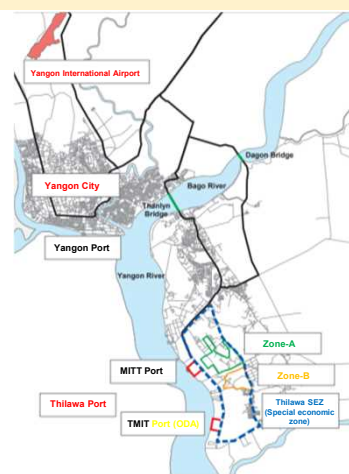 Yangon International Airport
Dagon Bridge
Yangon City
Bago River
Thanlyn
Bridge
Yangon Port
Yangon River
Zone-A
MITT Port
Zone-B
Thilawa Port
Thilawa SEZ
(Special economic
zone)
TMIT Port (ODA)